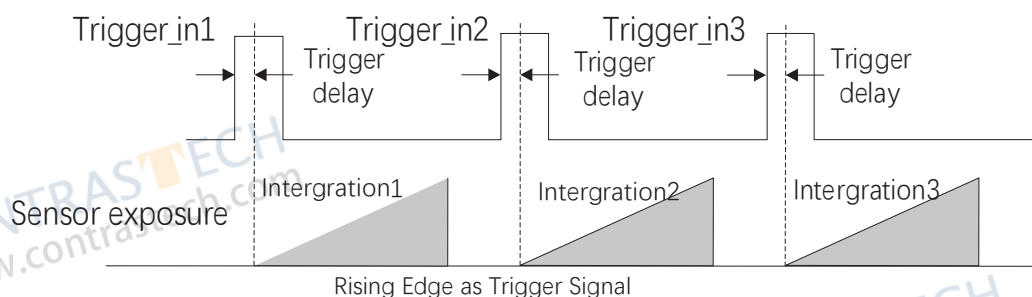 Trigger_in1 Trigger_in2 Trigger_in3
Trigger delay
Trigger delay
Trigger delay
Intergration1 Intergration2 Intergration3
Sensor exposure
Rising Edge as Trigger Signal
CONTRASTECH
www.contrastech.com